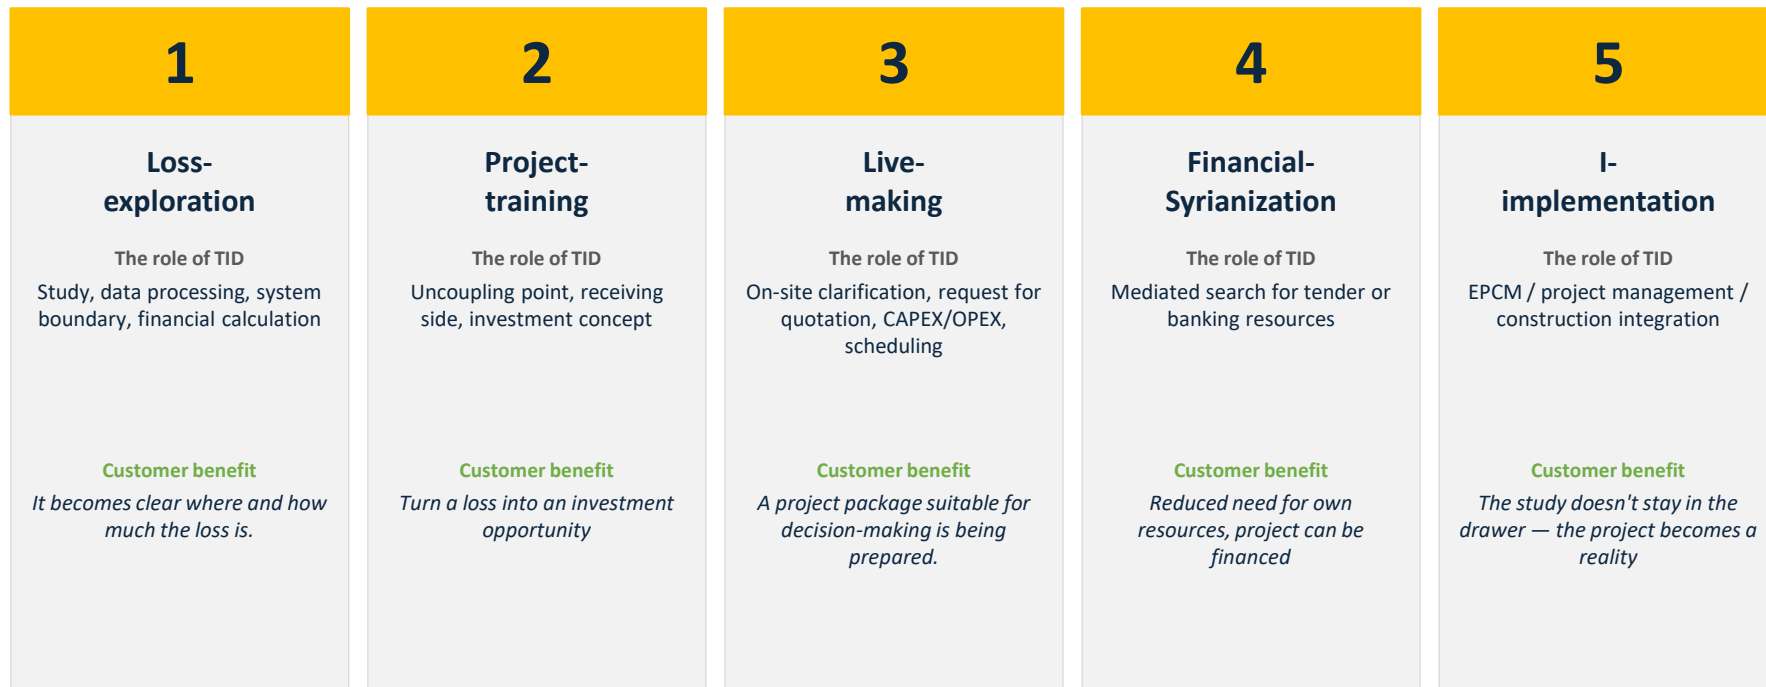 1
Loss-
exploration
The role of TID
Study, data processing, system
boundary, financial calculation
Customer benefit
It becomes clear where and how
much the loss is.
2
Project-
training
The role of TID
Uncoupling point, receiving
side, investment concept
Customer benefit
Turn a loss into an investment
opportunity
3
Live-
making
The role of TID
On-site clarification, request for
quotation, CAPEX/OPEX,
scheduling
Customer benefit
A project package suitable for
decision-making is being
prepared.
4
Financial-
Syrianization
The role of TID
Mediated search for tender or
banking resources
Customer benefit
Reduced need for own
resources, project can be
financed
5
I-
implementation
The role of TID
EPCM / project management /
construction integration
Customer benefit
The study doesn't stay in the
drawer — the project becomes a
reality